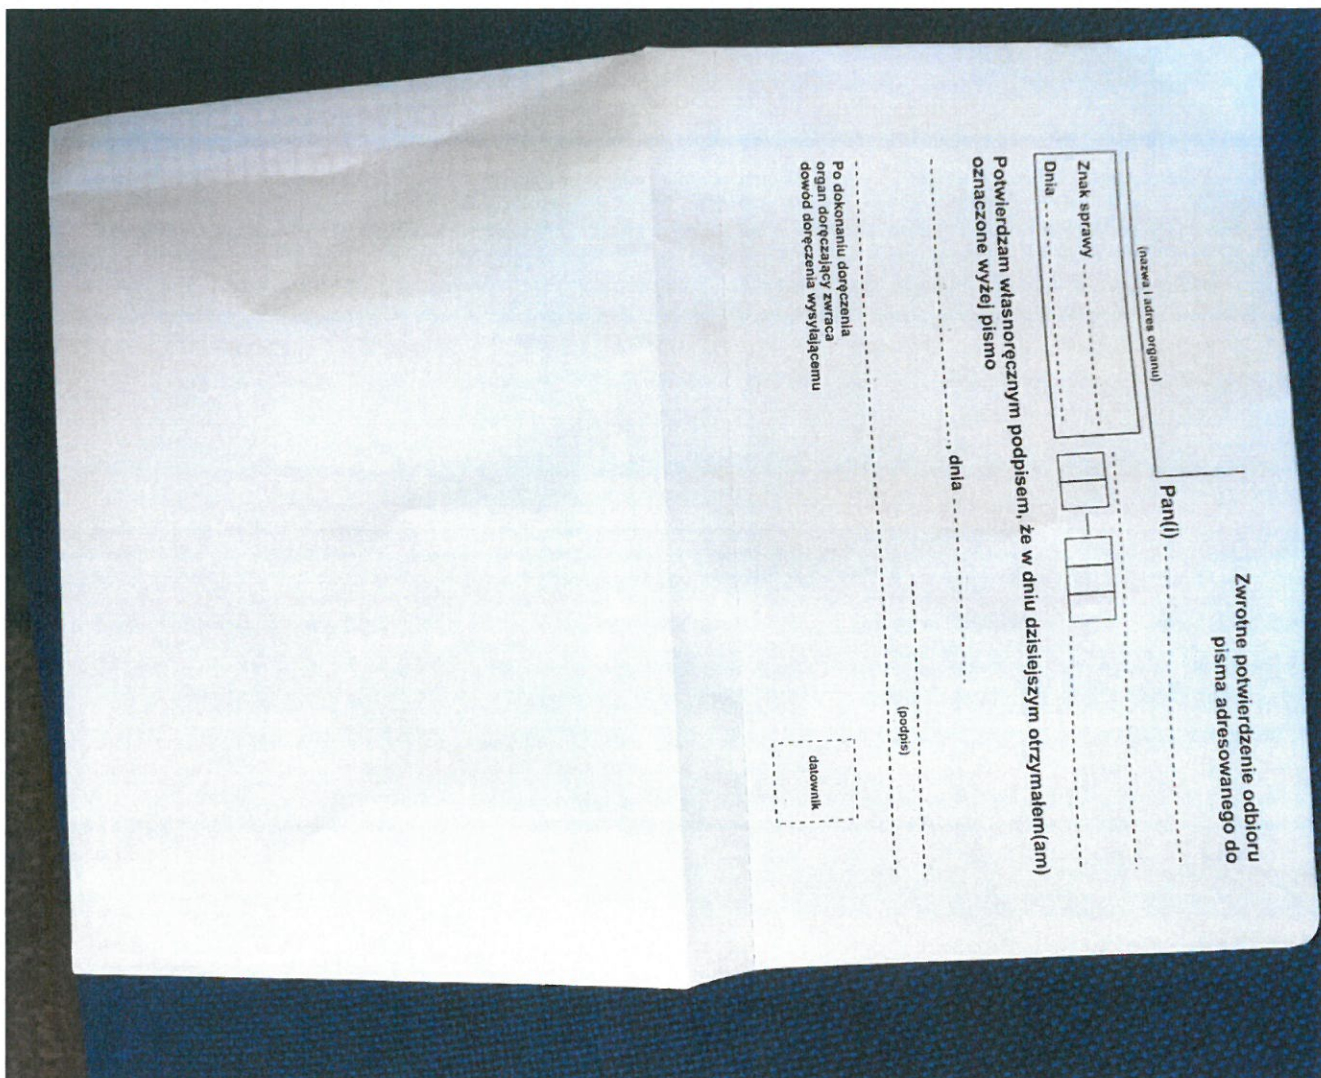 Zwrotne potwierdzenie odbioru
pisma adresowanego do
(nazwa i adres organu)
Pan(i)
Znak sprawy
Dnia
Potwierdzam własnoręcznym podpisem, że w dniu dzisiejszym otrzymałem(am)
oznaczone wyżej pismo
, dnia
(podpis)
Po dokonaniu doręczenia
organ doręczający zwraca
dowód doręczenia wysyłającemu
datownik